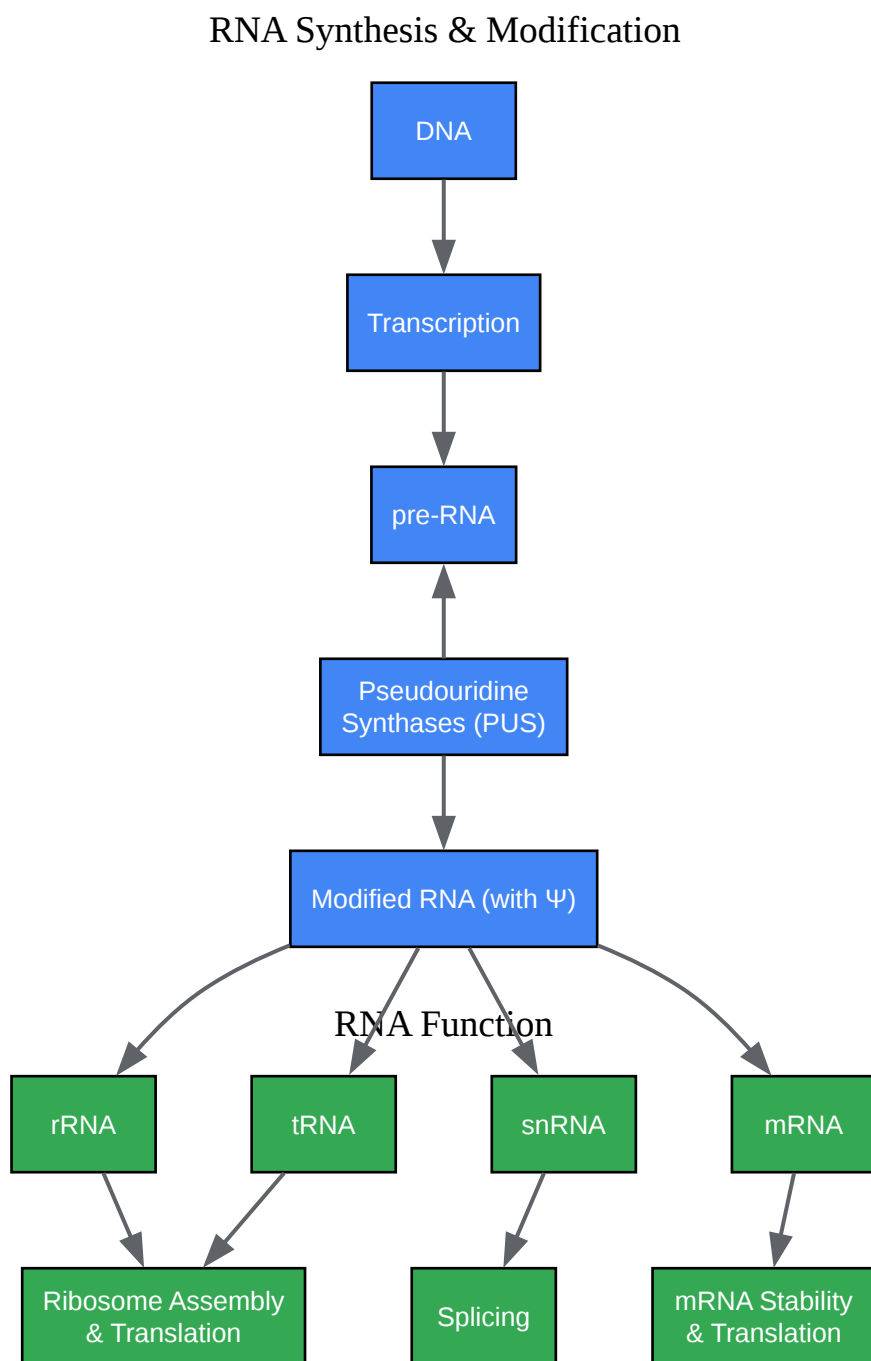 RNA Synthesis & Modification
DNA
Transcription
pre-RNA
Pseudouridine
Synthases (PUS)
Modified RNA (with Ψ)
RNA Function
rRNA
tRNA
snRNA
mRNA
Ribosome Assembly
& Translation
Splicing
mRNA Stability
& Translation